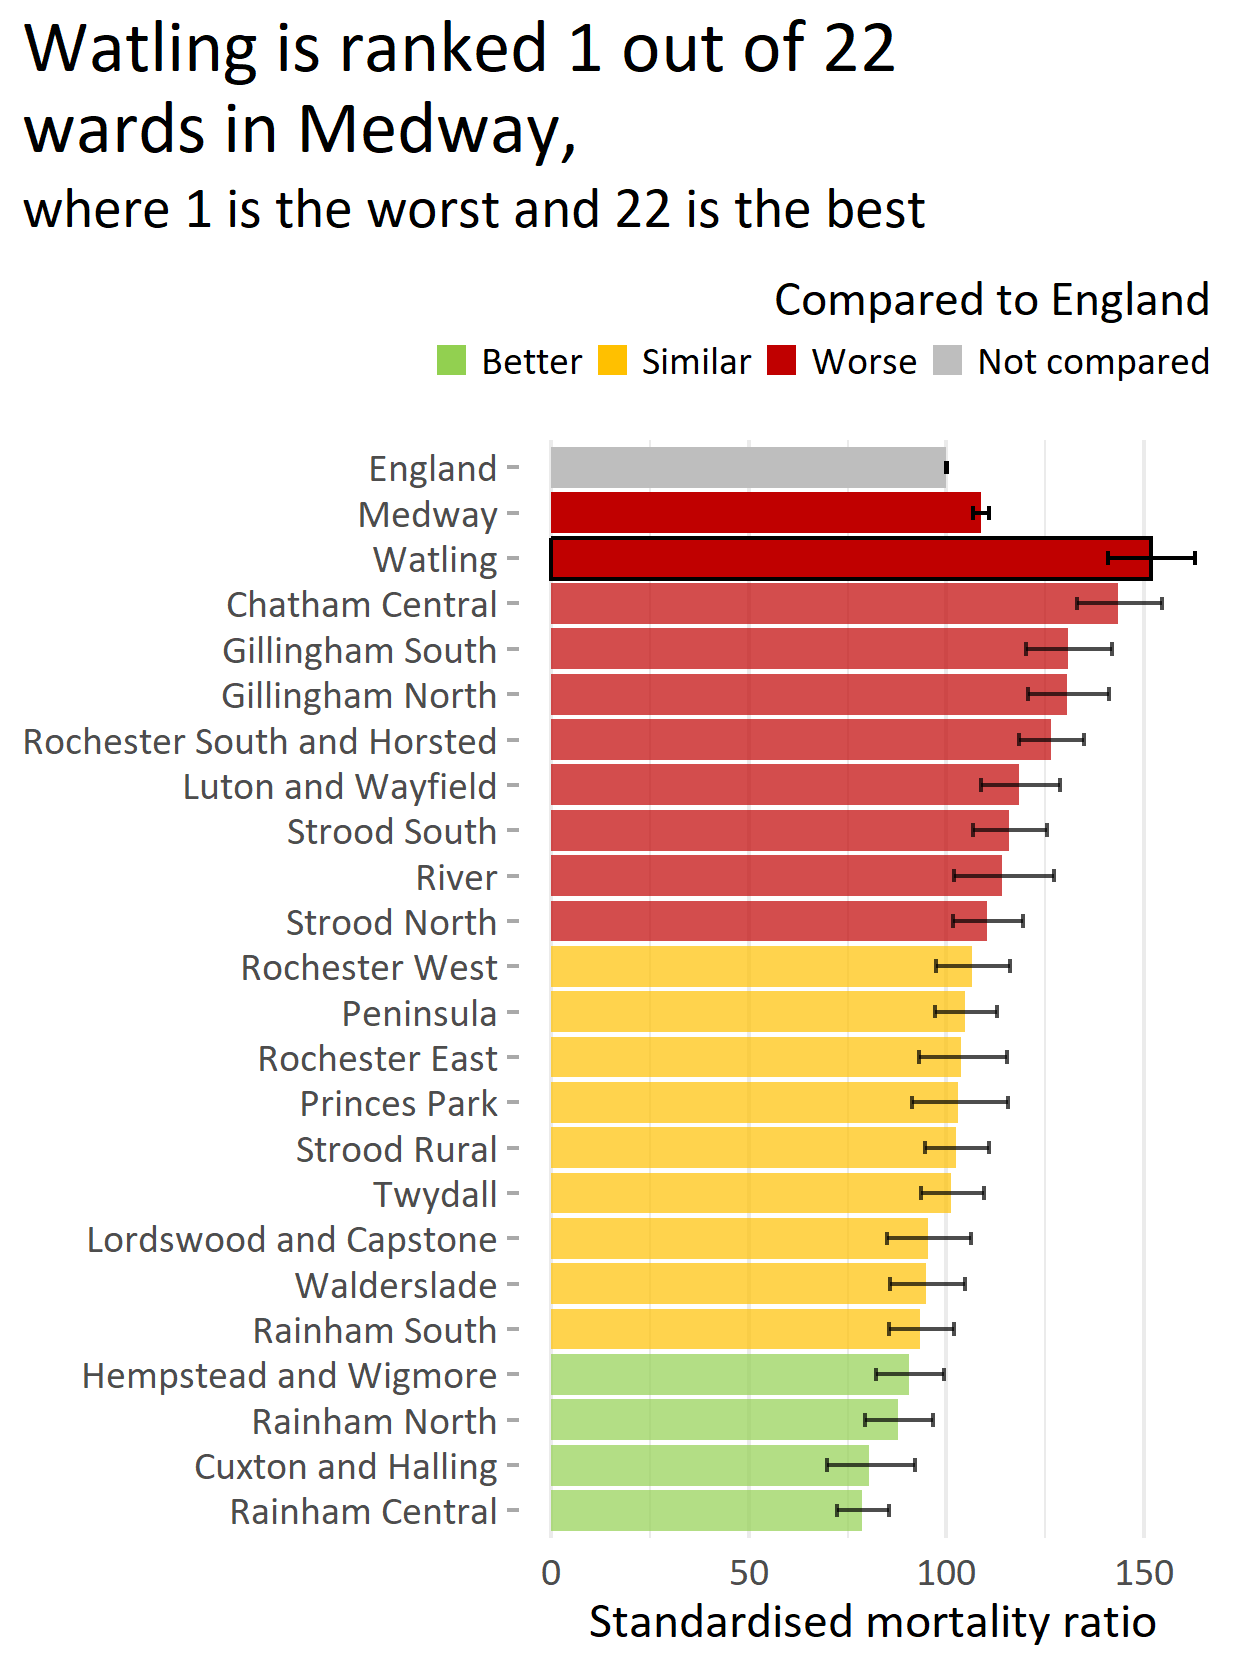 Watling is ranked 1 out of 22
wards in Medway,
where 1 is the worst and 22 is the best
Compared to England
Better Similar Worse Not compared
England
Medway
Watling
Chatham Central
Gillingham South
Gillingham North
Rochester South and Horsted
Luton and Wayfield
Strood South
River
Strood North
Rochester West
Peninsula
Rochester East
Princes Park
Strood Rural
Twydall
Lordswood and Capstone
Walderslade
Rainham South
Hempstead and Wigmore
Rainham North
Cuxton and Halling
Rainham Central
0 50 100 150
Standardised mortality ratio